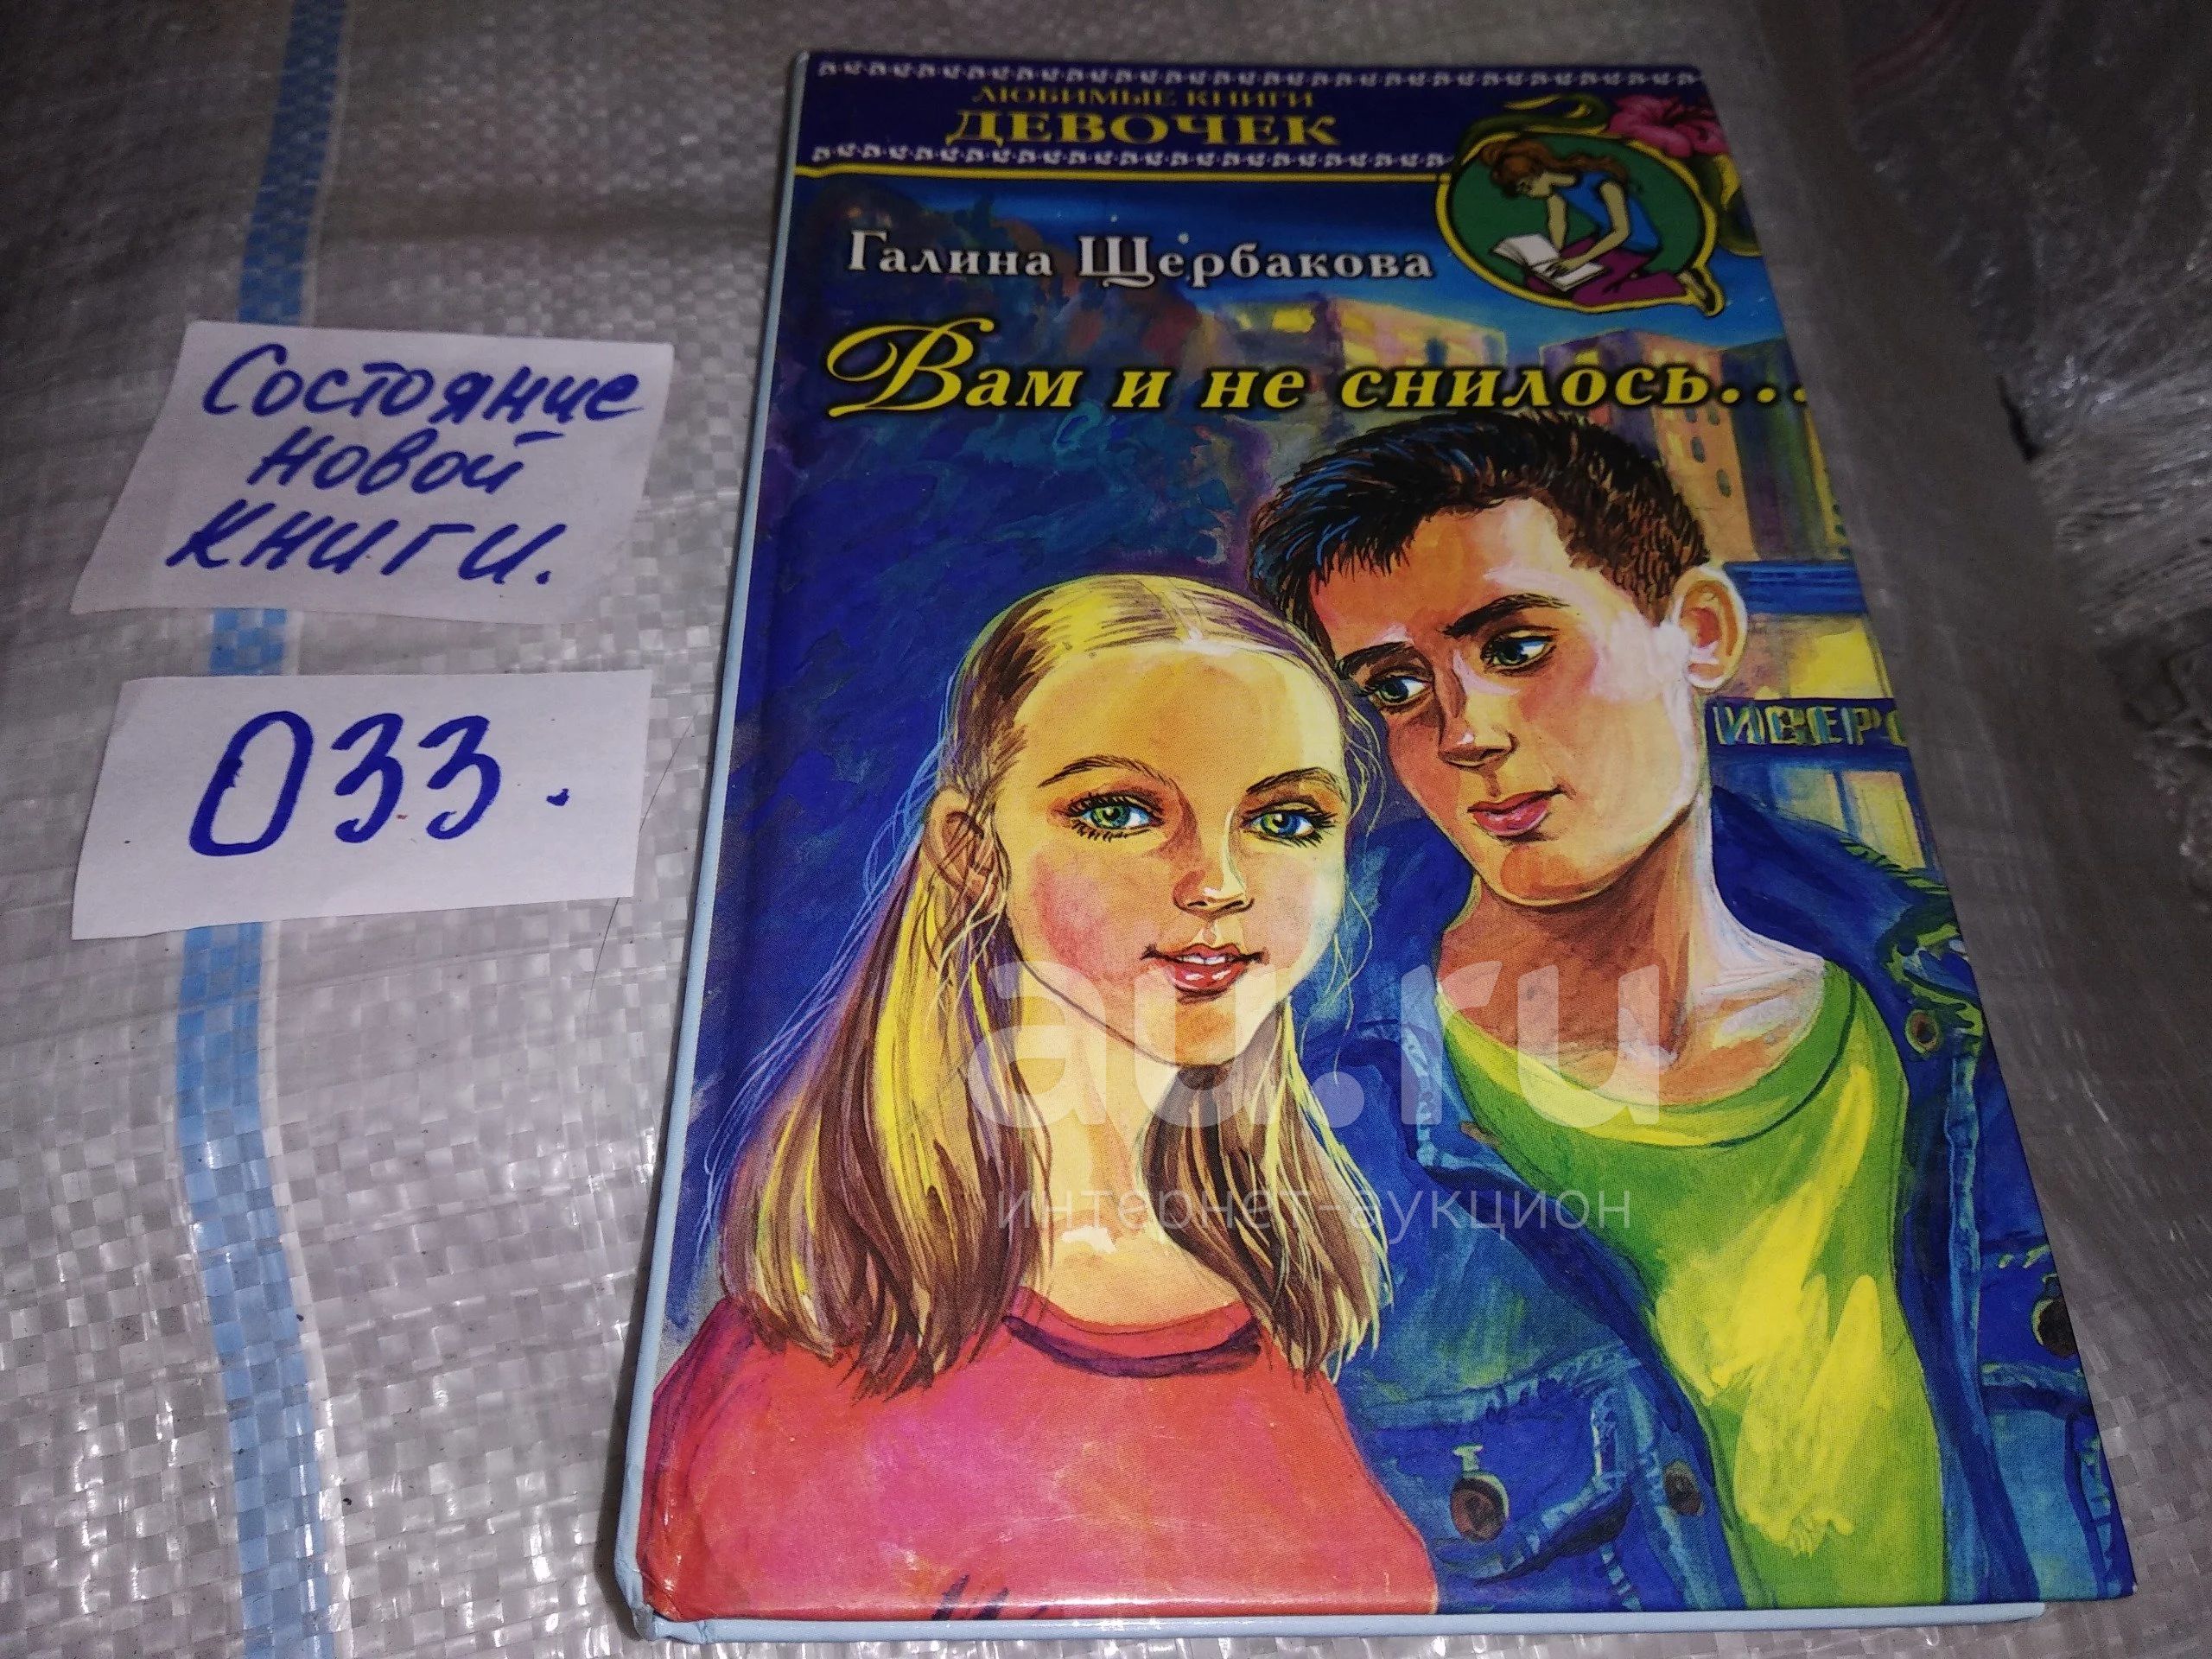 ЛЮБИМЫЕ КНИГИ
ДЕВОЧЕК
Галина Щербакова
Вам и не снилось...
Состояние
новой
книги.
033.
au.ru
интернет-аукцион